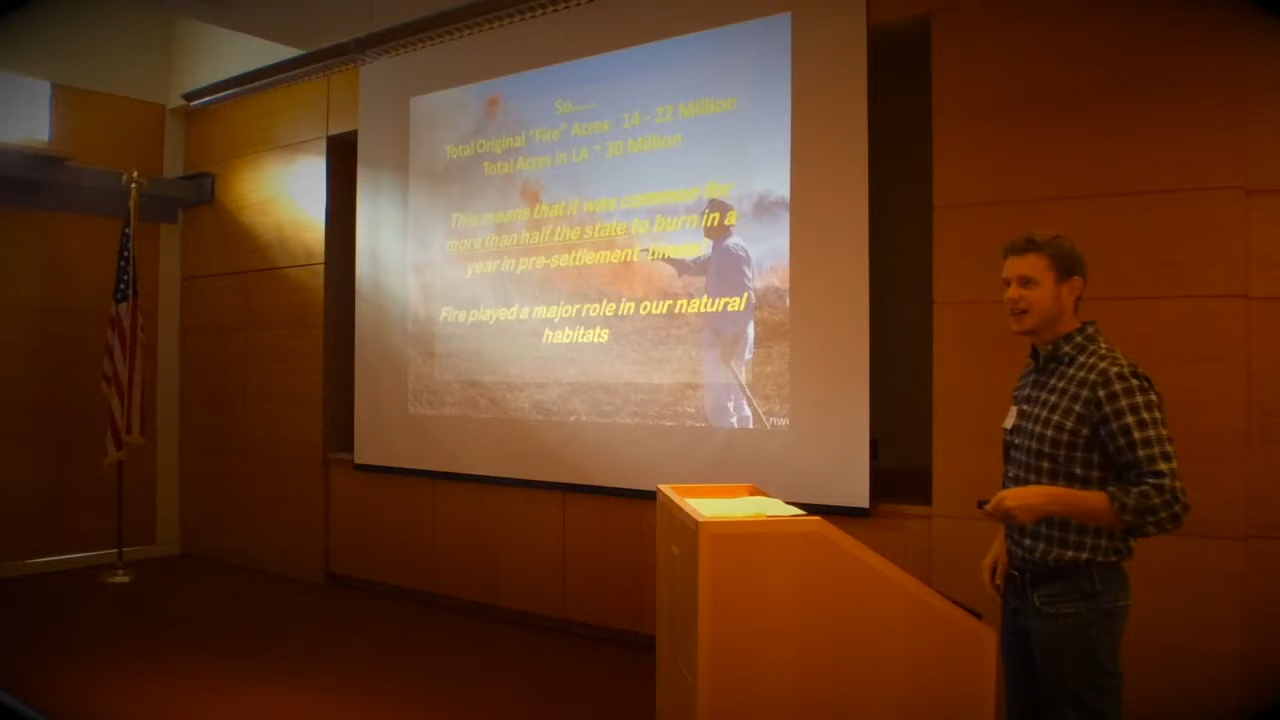 So......
Total Original "Fire" Acres: 14 - 22 Million
Total Acres in LA ~ 30 Million
This means that it was common for
more than half the state to burn in a
year in pre-settlement times!
Fire played a major role in our natural
habitats
nwc